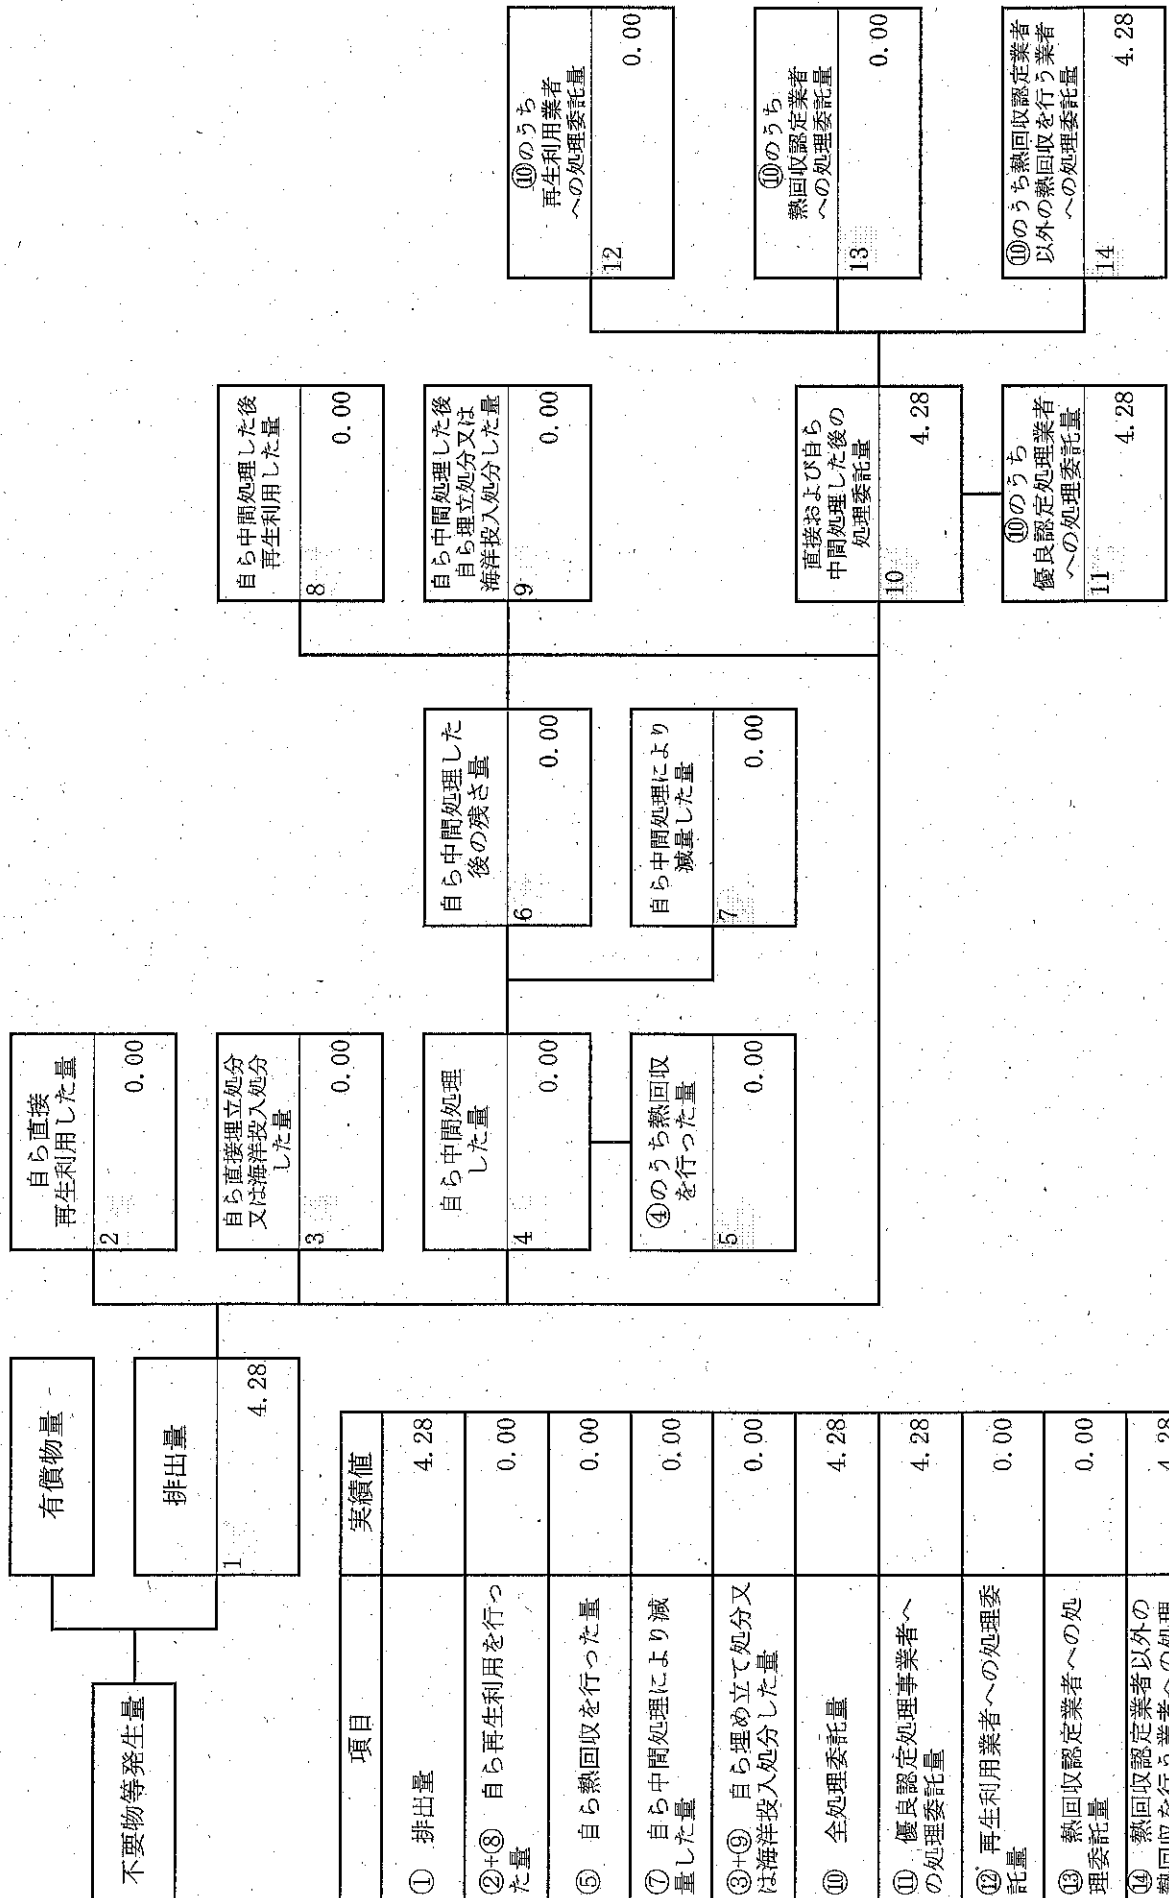 不要物等発生量
有償物量
排出量
1
4.28
自ら直接
再生利用した量
2
0.00
自ら直接埋立処分
又は海洋投入処分
した量
3
0.00
自ら中間処理
した量
4
0.00
④のうち熱回収
を行った量
5
0.00
自ら中間処理した
後の残さ量
6
0.00
自ら中間処理により
減量した量
7
0.00
自ら中間処理した後
再生利用した量
8
0.00
自ら中間処理した後
自ら埋立処分又は
海洋投入処分した量
9
0.00
直接および自ら
中間処理した後の
処理委託量
10
4.28
⑩のうち
優良認定処理業者
への処理委託量
11
4.28
⑩のうち
再生利用業者
への処理委託量
12
0.00
⑩のうち
熱回収認定業者
への処理委託量
13
0.00
⑩のうち熱回収認定業者
以外の熱回収を行う業者
への処理委託量
14
4.28
項目 実績値
① 排出量 4.28
②+⑧ 自ら再生利用を行っ
た量 0.00
⑤ 自ら熱回収を行った量 0.00
⑦ 自ら中間処理により減
量した量 0.00
③+⑨ 自ら埋め立て処分又
は海洋投入処分した量 0.00
⑩ 全処理委託量 4.28
⑪ 優良認定処理事業者へ
の処理委託量 4.28
⑫ 再生利用業者への処理委
託量 0.00
⑬ 熱回収認定業者への処
理委託量 0.00
⑭ 熱回収認定業者以外の
熱回収を行う業者への処理
4.28